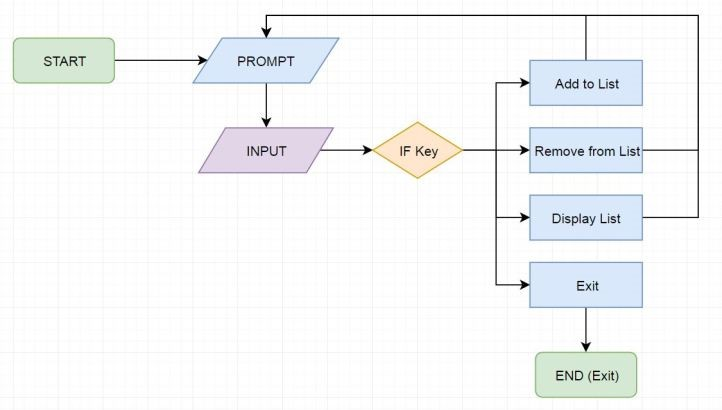 START
PROMPT
INPUT
IF Key
Add to List
Remove from List
Display List
Exit
END (Exit)